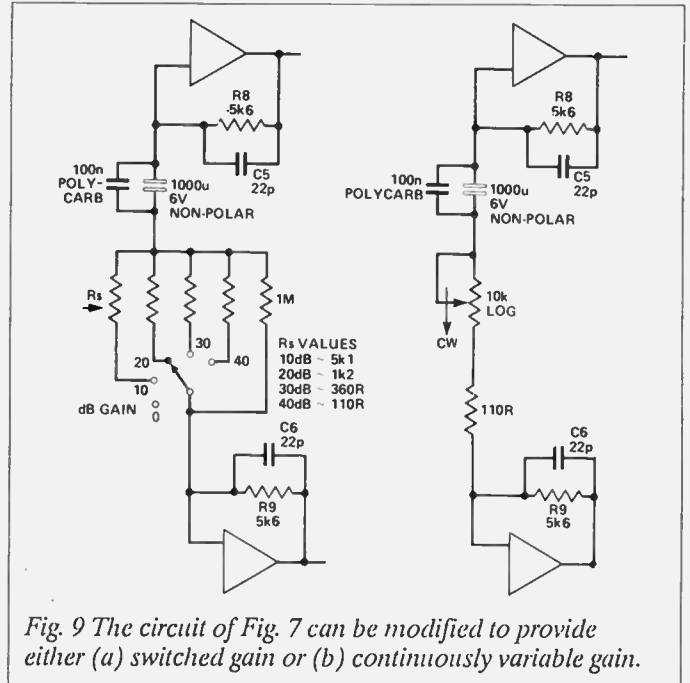 R8
5k6
C5
22p
100n
POLY-
CARB
1000u
6V
NON-POLAR
Rs
1M
30
20
40
10
dB GAIN
0
Rs VALUES
10dB ~ 5k1
20dB ~ 1k2
30dB ~ 360R
40dB ~ 110R
C6
22p
R9
5k6
R8
5k6
C5
22p
100n
POLYCARB
1000u
6V
NON-POLAR
10k
LOG
CW
110R
C6
22p
R9
5k6
Fig. 9 The circuit of Fig. 7 can be modified to provide
either (a) switched gain or (b) continuously variable gain.